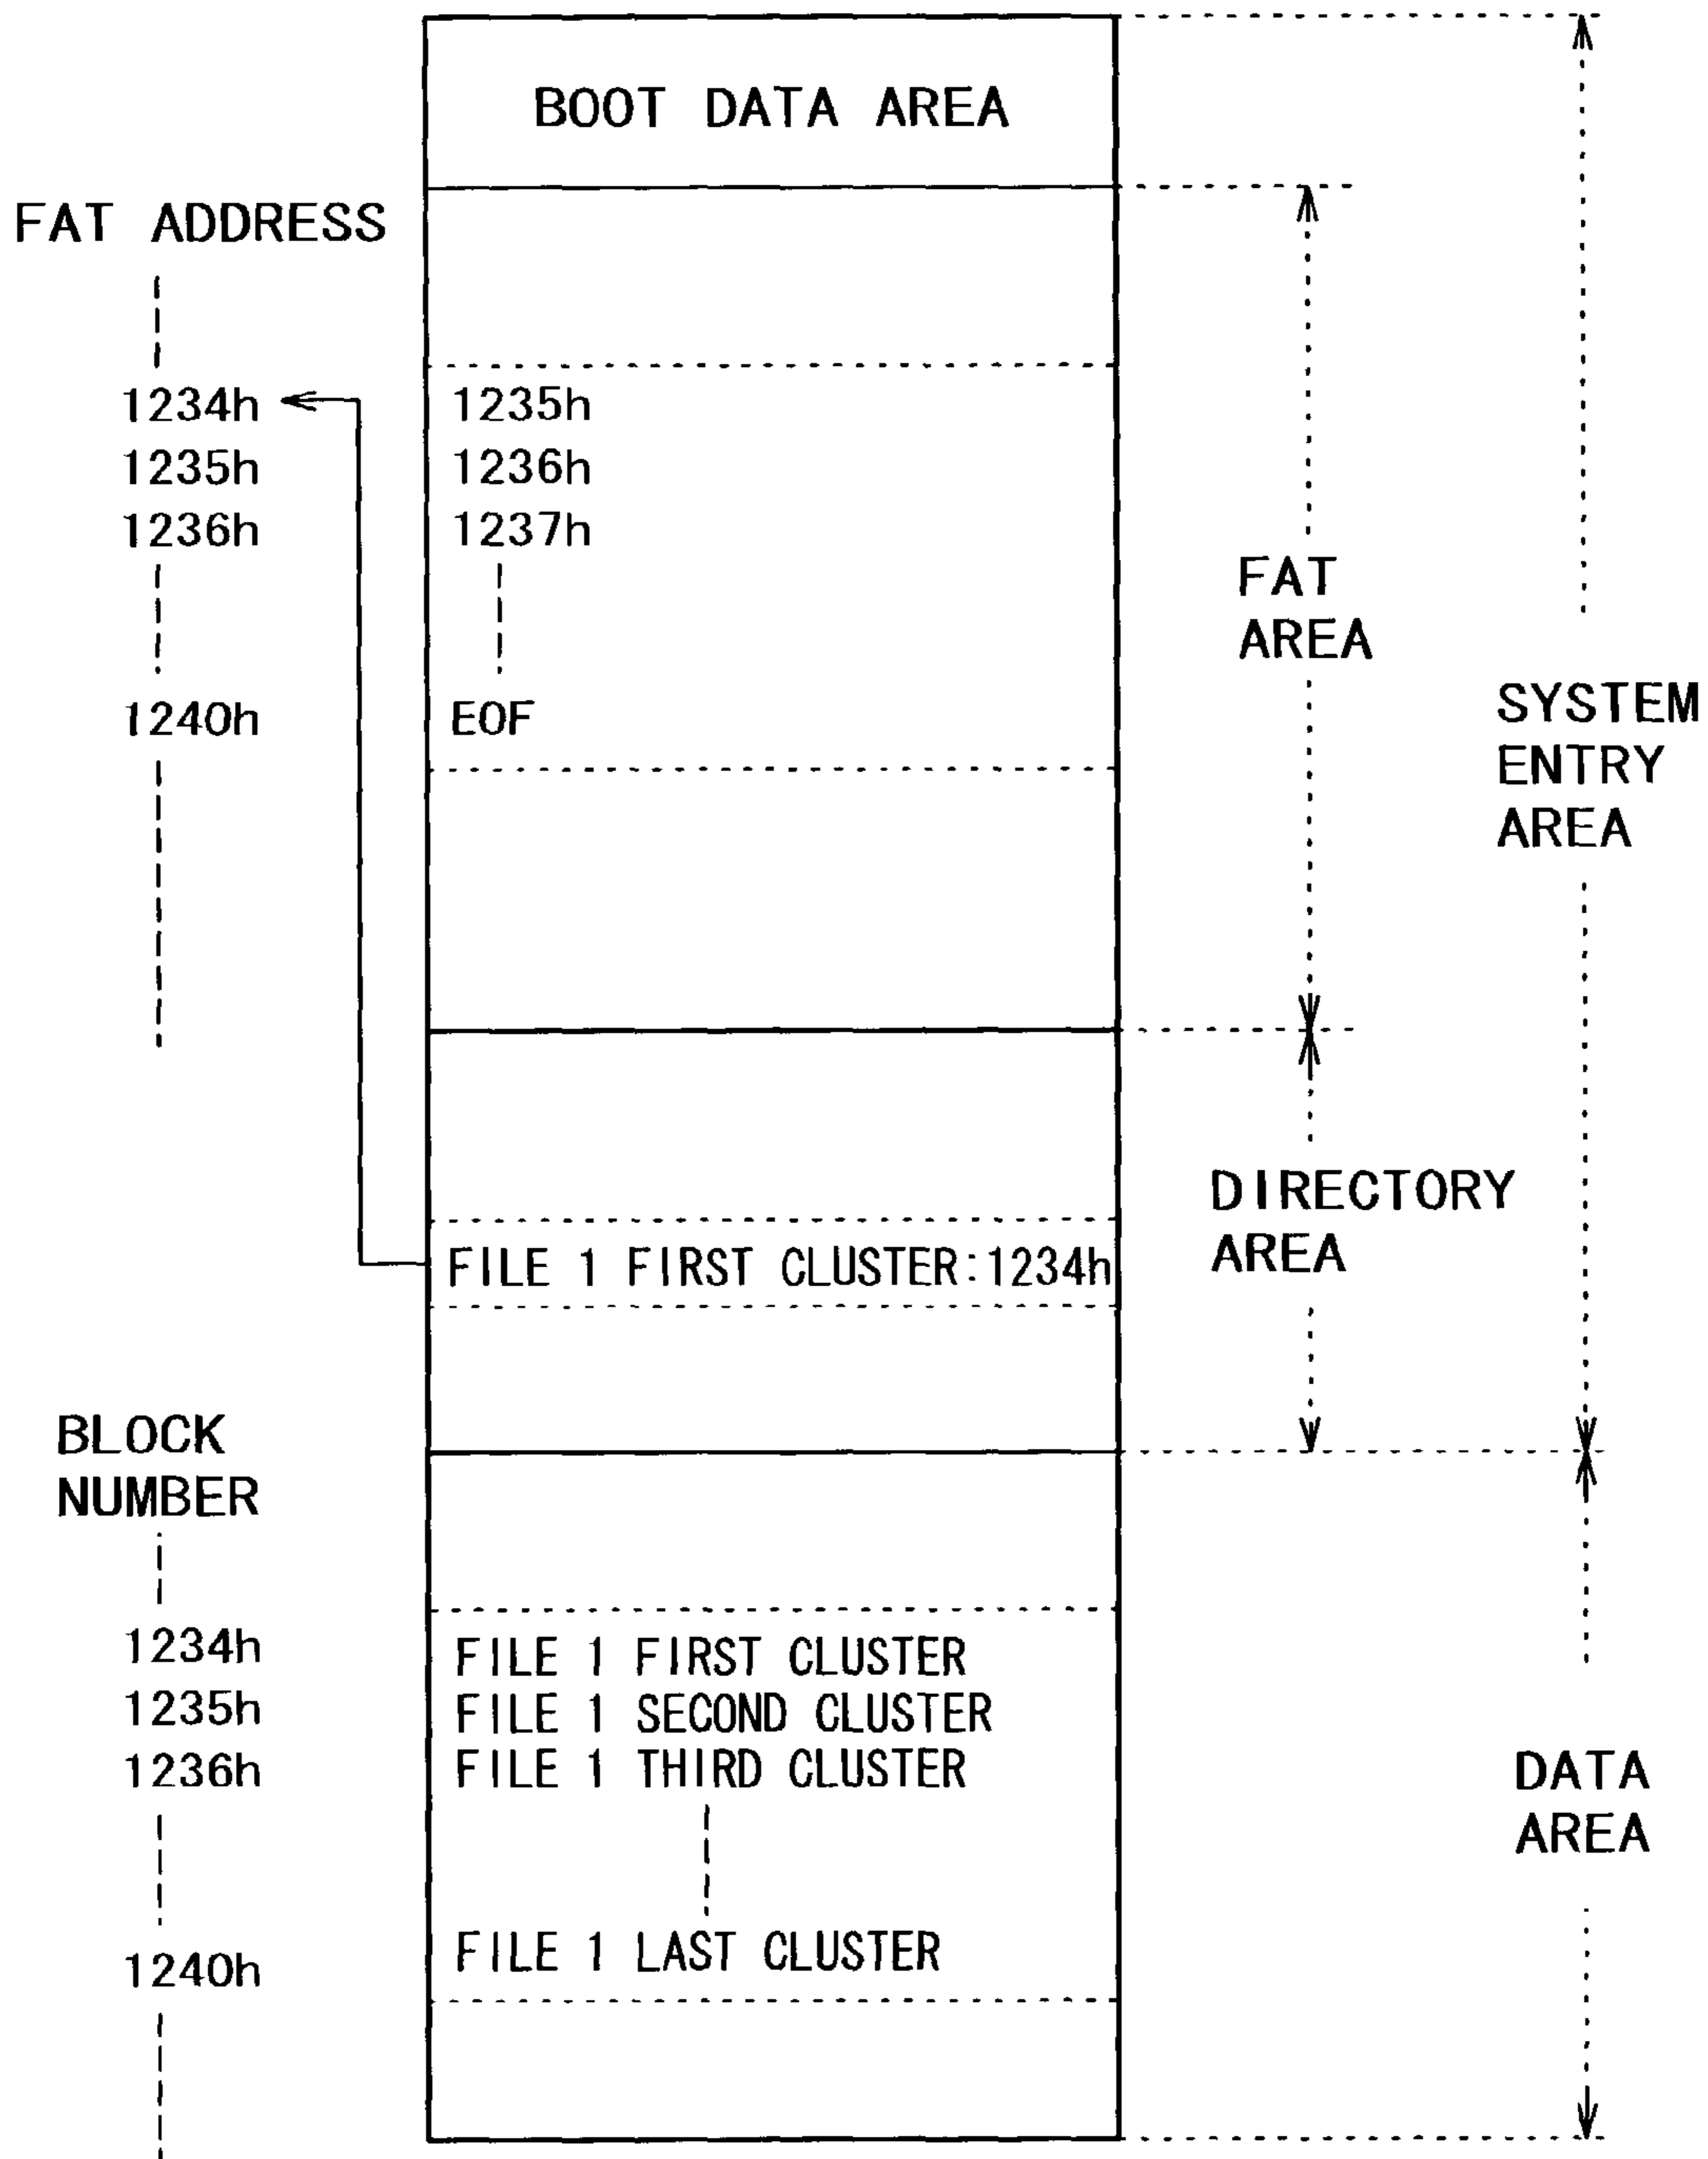 BOOT DATA AREA
FAT ADDRESS
1234h 1235h
1235h 1236h
1236h 1237h
1240h EOF
FAT
AREA
SYSTEM
ENTRY
AREA
DIRECTORY
AREA
FILE 1 FIRST CLUSTER:1234h
BLOCK
NUMBER
1234h FILE 1 FIRST CLUSTER
1235h FILE 1 SECOND CLUSTER
1236h FILE 1 THIRD CLUSTER
1240h FILE 1 LAST CLUSTER
DATA
AREA